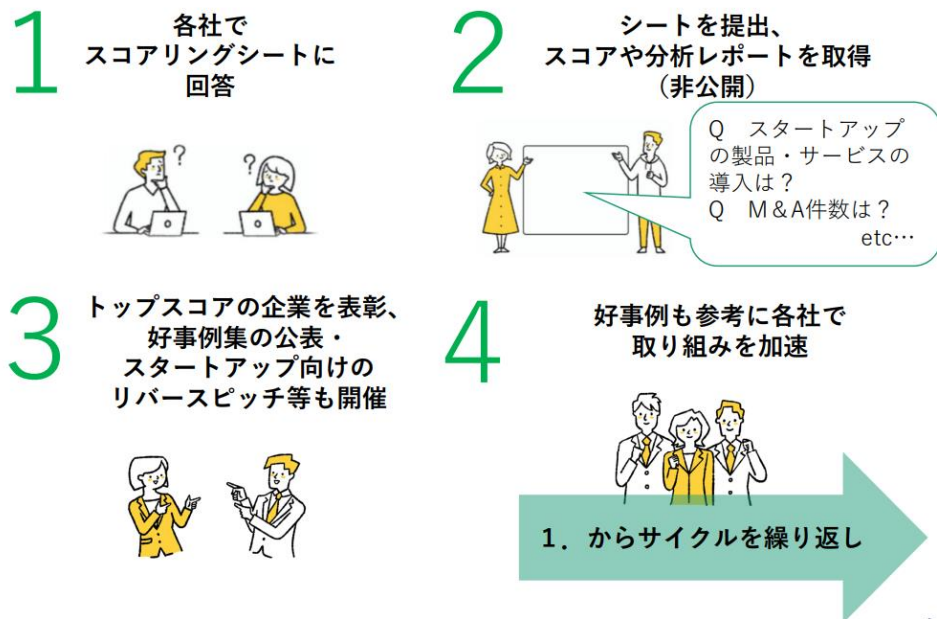 1
各社で
スコアリングシートに
回答
?
?
2
シートを提出、
スコアや分析レポートを取得
（非公開）
Q　スタートアップ
の製品・サービスの
導入は？
Q　M＆A件数は？
etc…
3
トップスコアの企業を表彰、
好事例集の公表・
スタートアップ向けの
リバースピッチ等も開催
4
好事例も参考に各社で
取り組みを加速
1．からサイクルを繰り返し